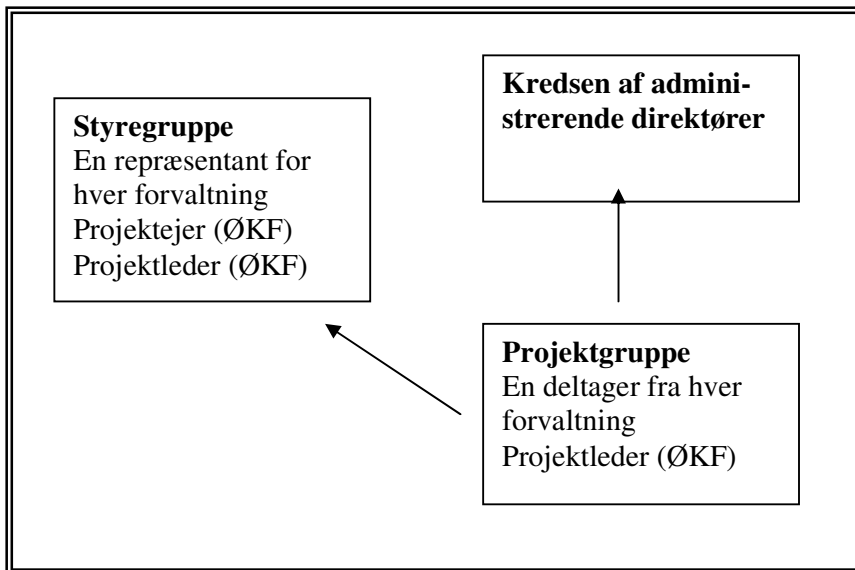 Styregruppe
En repræsentant for
hver forvaltning
Projektejer (ØKF)
Projektleder (ØKF)
Kredsen af admini-
strerende direktører
Projektgruppe
En deltager fra hver
forvaltning
Projektleder (ØKF)